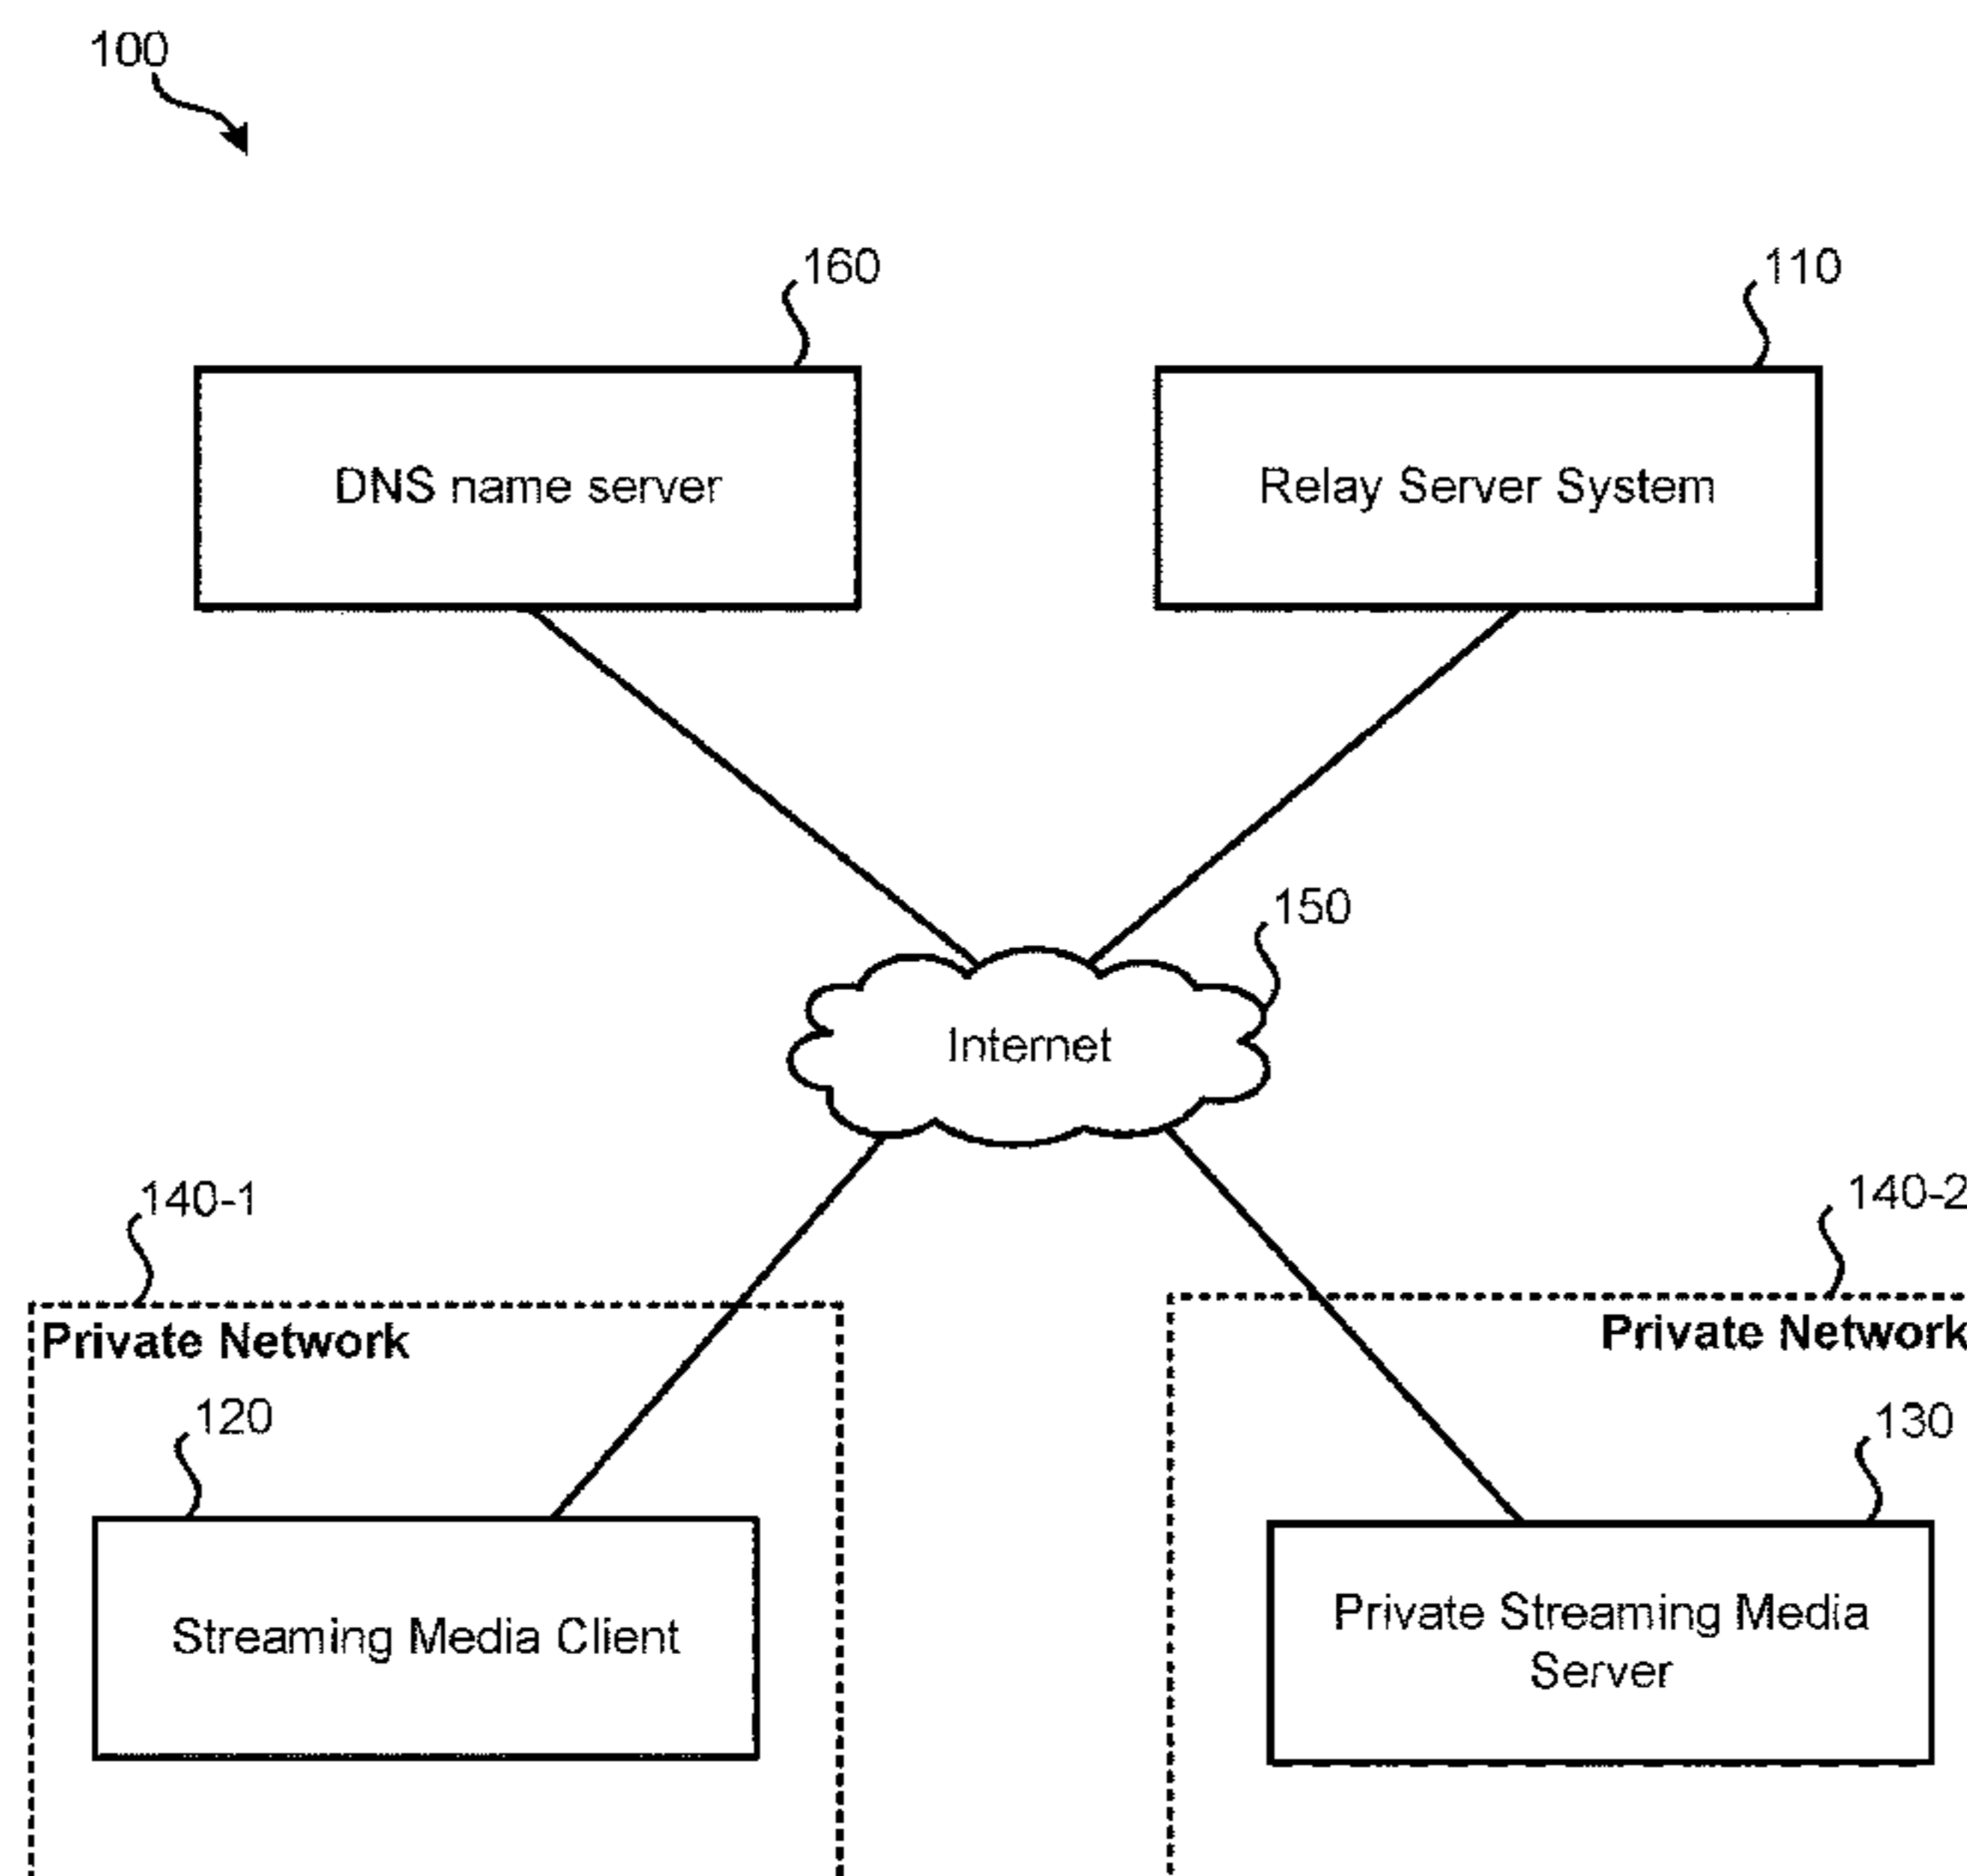 100
160
110
DNS name server
Relay Server System
150
Internet
140-1
140-2
Private Network
Private Network
120
130
Streaming Media Client
Private Streaming Media
Server